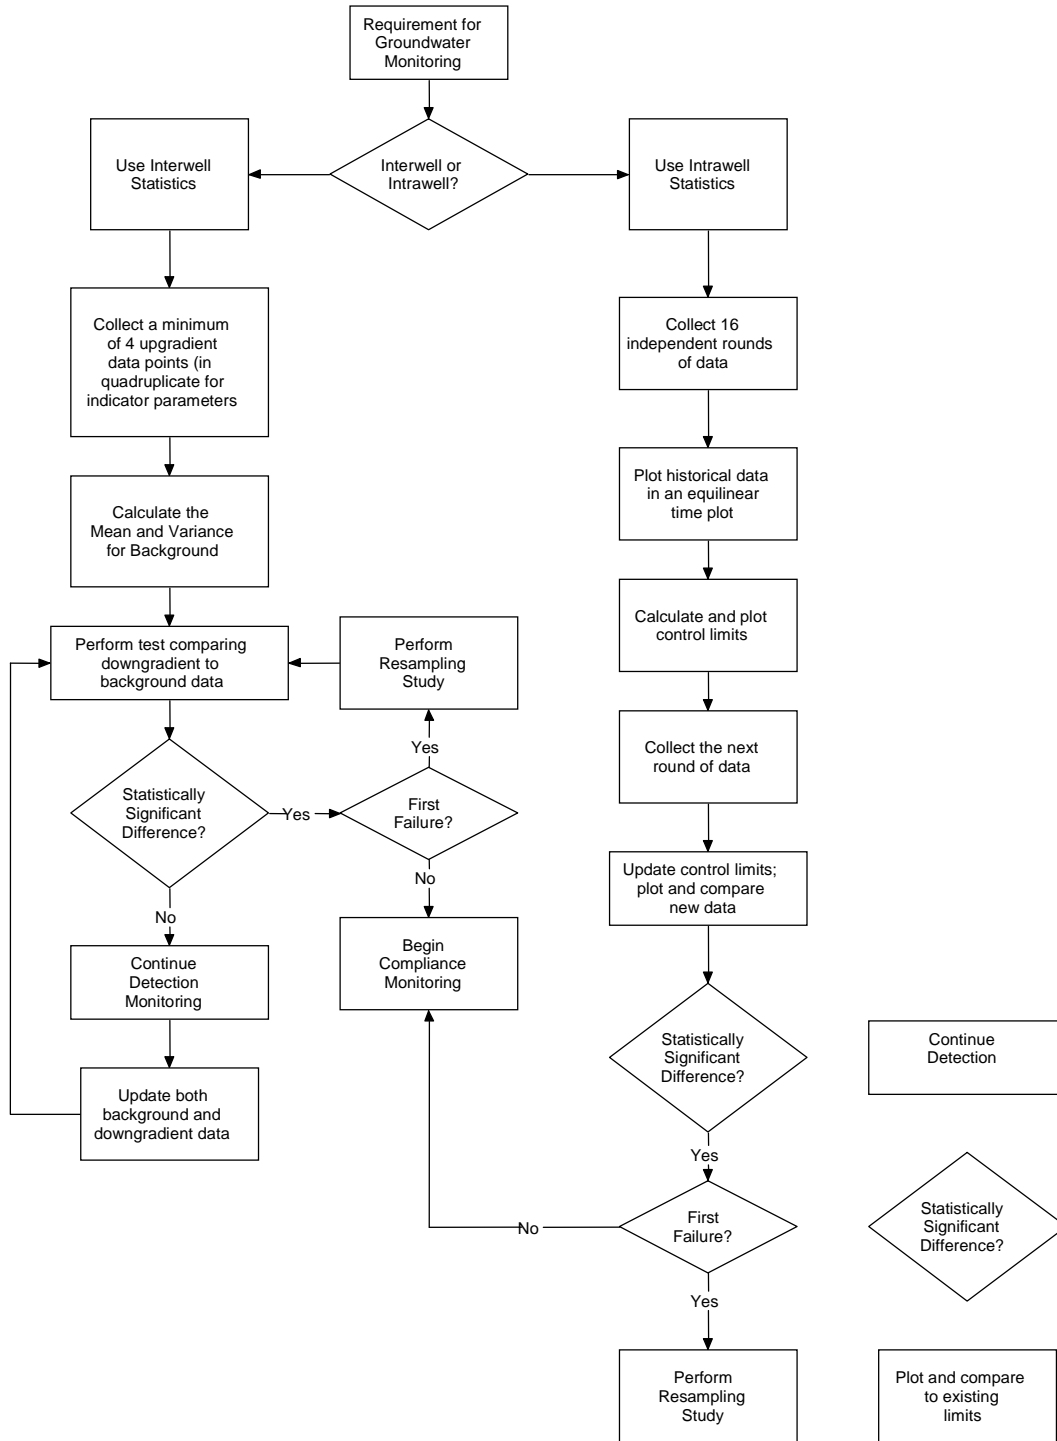 Requirement for
Groundwater
Monitoring
Interwell or
Intrawell?
Use Interwell
Statistics
Use Intrawell
Statistics
Collect a minimum
of 4 upgradient
data points (in
quadruplicate for
indicator parameters
Calculate the
Mean and Variance
for Background
Perform test comparing
downgradient to
background data
Statistically
Significant
Difference?
Yes
First
Failure?
Yes
Perform
Resampling
Study
No
Begin
Compliance
Monitoring
No
Continue
Detection
Monitoring
Update both
background and
downgradient data
Collect 16
independent rounds
of data
Plot historical data
in an equilinear
time plot
Calculate and plot
control limits
Collect the next
round of data
Update control limits;
plot and compare
new data
Statistically
Significant
Difference?
Yes
First
Failure?
No
Yes
Perform
Resampling
Study
Continue
Detection
Statistically
Significant
Difference?
Plot and compare
to existing
limits